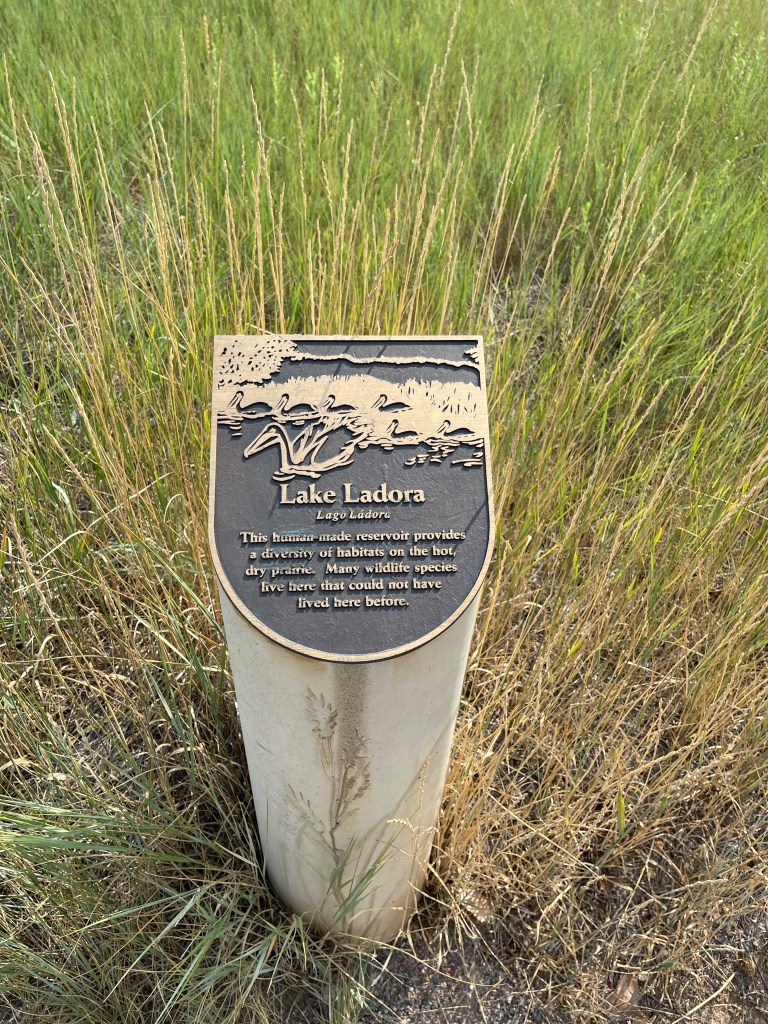 Lake Ladora
Lago Ladora
This human-made reservoir provides
a diversity of habitats on the hot,
dry prairie. Many wildlife species
live here that could not have
lived here before.